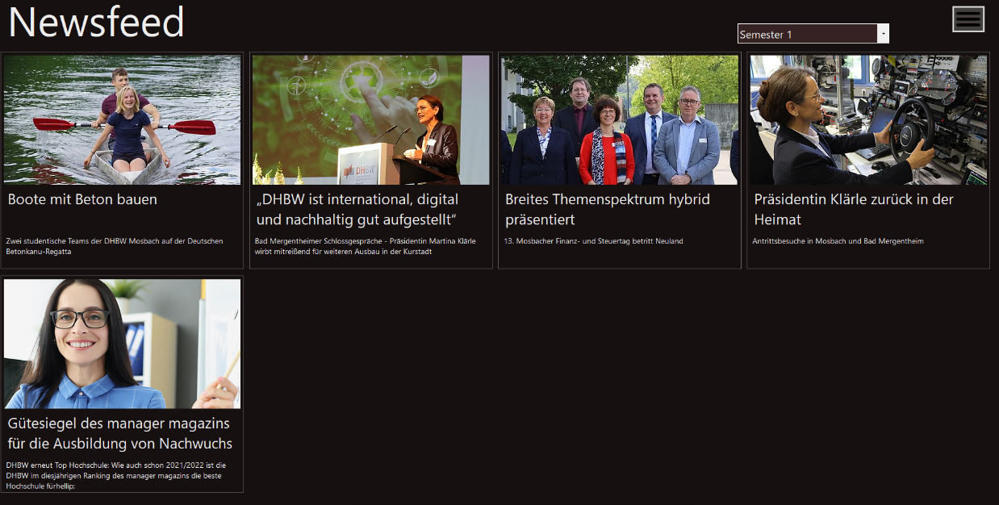 Newsfeed
Semester 1
DHBW
Boote mit Beton bauen
Zwei studentische Teams der DHBW Mosbach auf der Deutschen
Betonkanu-Regatta
„DHBW ist international, digital
und nachhaltig gut aufgestellt“
Bad Mergentheimer Schlossgespräche - Präsidentin Martina Klärle
wirbt mitreißend für weiteren Ausbau in der Kurstadt
Breites Themenspektrum hybrid
präsentiert
13. Mosbacher Finanz- und Steuertag betritt Neuland
Präsidentin Klärle zurück in der
Heimat
Antrittsbesuche in Mosbach und Bad Mergentheim
Gütesiegel des manager magazins
für die Ausbildung von Nachwuchs
DHBW erneut Top Hochschule: Wie auch schon 2021/2022 ist die
DHBW im diesjährigen Ranking des manager magazins die beste
Hochschule fürhellip;